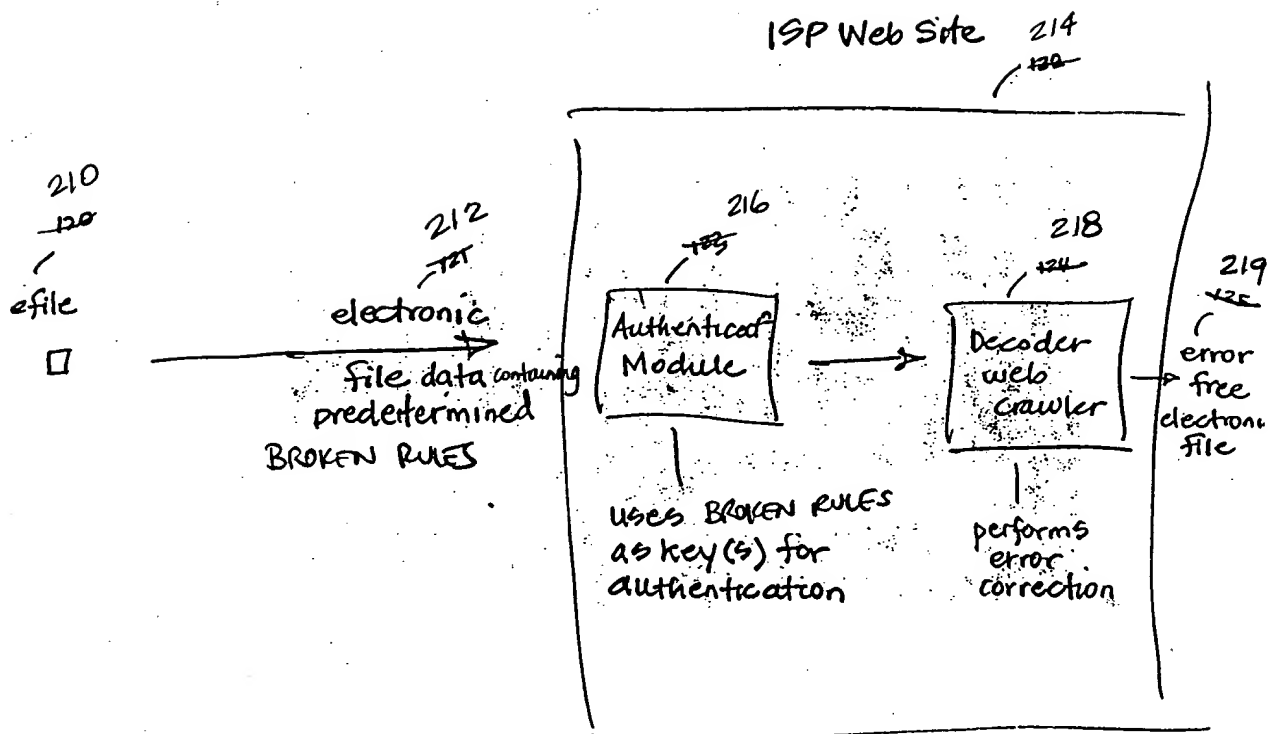 ISP Web Site
214
210
efile
212
electronic
file data containing
predetermined
BROKEN RULES
216
Authenticat
Module
uses BROKEN RULES
as key(s) for
authentication
218
Decoder
web
crawler
performs
error
correction
219
error
free
electroni
file